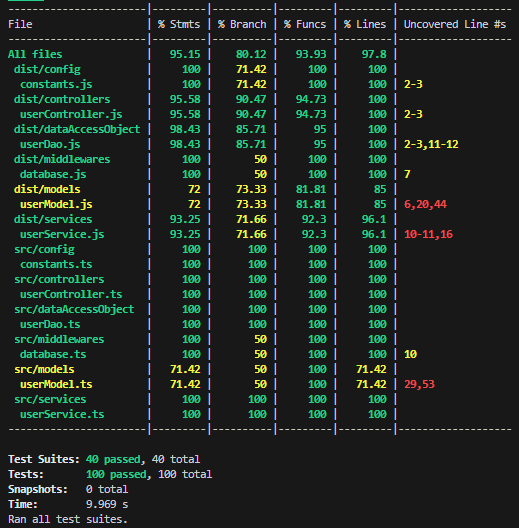 -----------------------|---------|----------|---------|---------|-------------------
File                   | % Stmts | % Branch | % Funcs | % Lines | Uncovered Line #s
-----------------------|---------|----------|---------|---------|-------------------
All files              |   95.15 |    80.12 |   93.93 |    97.8 |
 dist/config           |     100 |    71.42 |     100 |     100 |
  constants.js         |     100 |    71.42 |     100 |     100 | 2-3
 dist/controllers      |   95.58 |    90.47 |   94.73 |     100 |
  userController.js    |   95.58 |    90.47 |   94.73 |     100 | 2-3
 dist/dataAccessObject |   98.43 |    85.71 |      95 |     100 |
  userDao.js           |   98.43 |    85.71 |      95 |     100 | 2-3,11-12
 dist/middlewares      |     100 |       50 |     100 |     100 |
  database.js          |     100 |       50 |     100 |     100 | 7
 dist/models           |      72 |    73.33 |   81.81 |      85 |
  userModel.js         |      72 |    73.33 |   81.81 |      85 | 6,20,44
 dist/services         |   93.25 |    71.66 |    92.3 |    96.1 |
  userService.js       |   93.25 |    71.66 |    92.3 |    96.1 | 10-11,16
 src/config            |     100 |      100 |     100 |     100 |
  constants.ts         |     100 |      100 |     100 |     100 |
 src/controllers       |     100 |      100 |     100 |     100 |
  userController.ts    |     100 |      100 |     100 |     100 |
 src/dataAccessObject  |     100 |      100 |     100 |     100 |
  userDao.ts           |     100 |      100 |     100 |     100 |
 src/middlewares       |     100 |       50 |     100 |     100 |
  database.ts          |     100 |       50 |     100 |     100 | 10
 src/models            |   71.42 |       50 |     100 |   71.42 |
  userModel.ts         |   71.42 |       50 |     100 |   71.42 | 29,53
 src/services          |     100 |      100 |     100 |     100 |
  userService.ts       |     100 |      100 |     100 |     100 |
-----------------------|---------|----------|---------|---------|-------------------
Test Suites: 40 passed, 40 total
Tests:       100 passed, 100 total
Snapshots:   0 total
Time:        9.969 s
Ran all test suites.